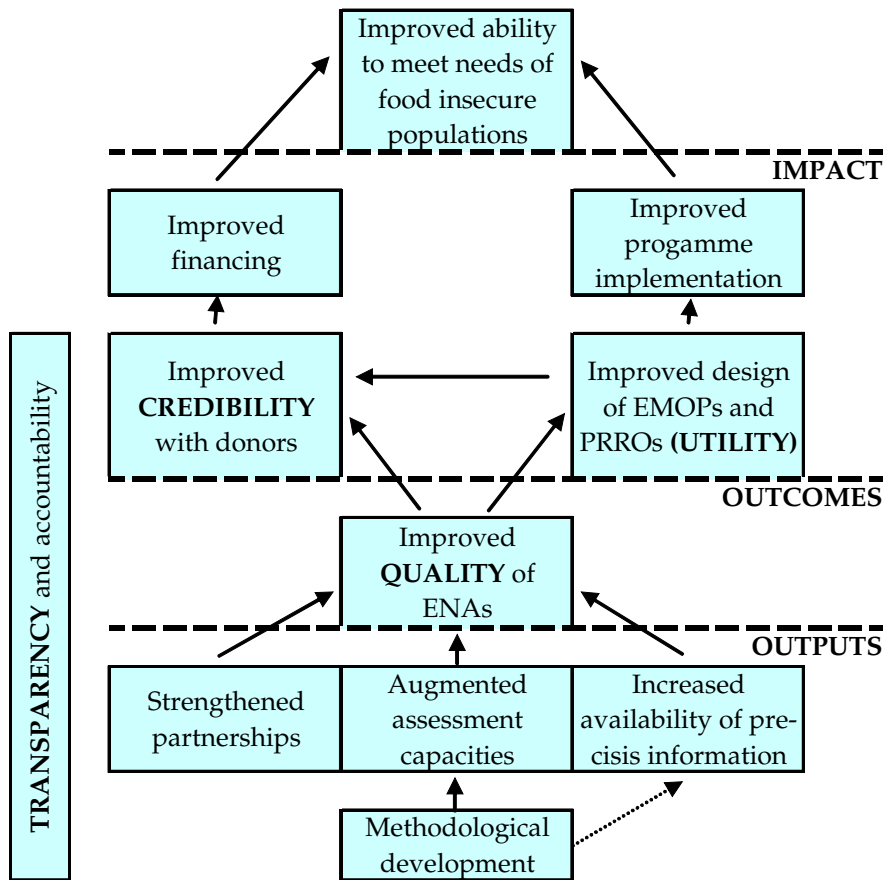 Improved ability
to meet needs of
food insecure
populations
IMPACT
Improved
financing
Improved
progamme
implementation
TRANSPARENCY and accountability
Improved
CREDIBILITY
with donors
Improved design
of EMOPs and
PRROs (UTILITY)
OUTCOMES
Improved
QUALITY of
ENAs
OUTPUTS
Strengthened
partnerships
Augmented
assessment
capacities
Increased
availability of pre-
cisis information
Methodological
development